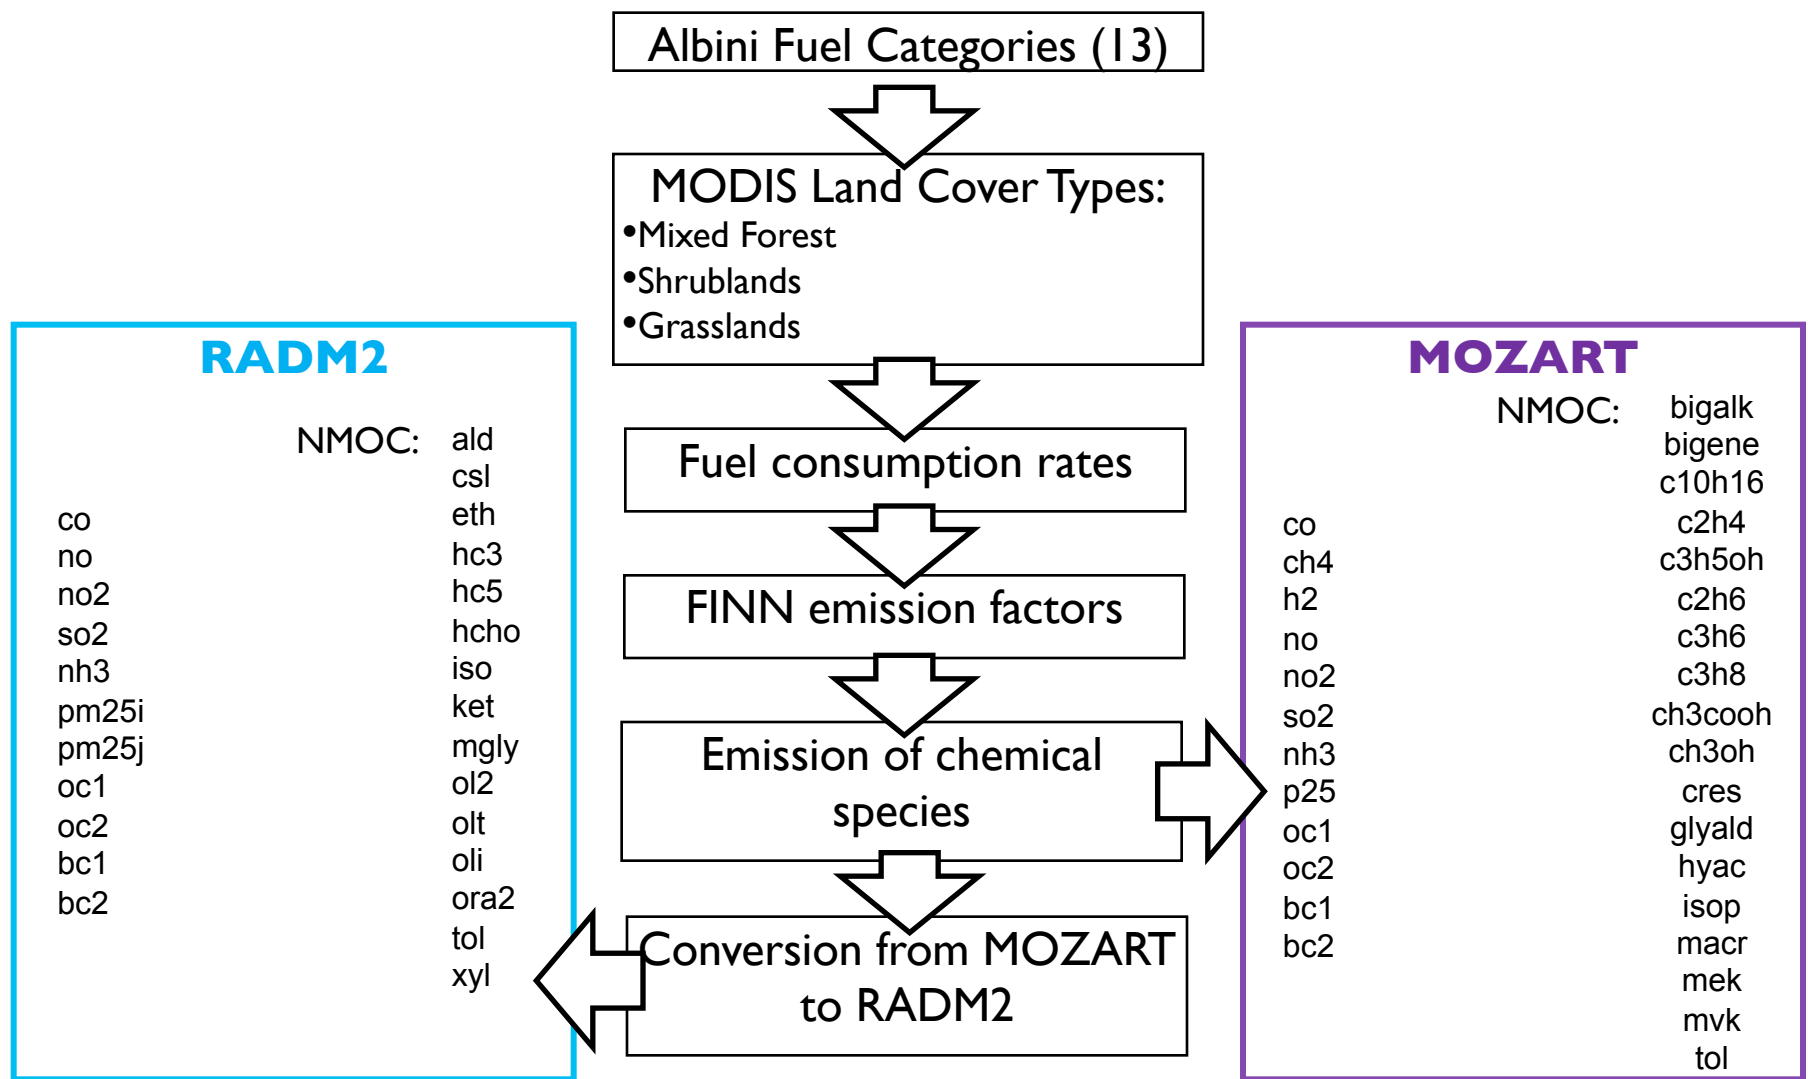 Albini Fuel Categories (13)
MODIS Land Cover Types:
•Mixed Forest
•Shrublands
•Grasslands
Fuel consumption rates
FINN emission factors
Emission of chemical
species
Conversion from MOZART
to RADM2
RADM2
co
no
no2
so2
nh3
pm25i
pm25j
oc1
oc2
bc1
bc2
NMOC:
ald
csl
eth
hc3
hc5
hcho
iso
ket
mgly
ol2
olt
oli
ora2
tol
xyl
MOZART
co
ch4
h2
no
no2
so2
nh3
p25
oc1
oc2
bc1
bc2
NMOC:
bigalk
bigene
c10h16
c2h4
c3h5oh
c2h6
c3h6
c3h8
ch3cooh
ch3oh
cres
glyald
hyac
isop
macr
mek
mvk
tol